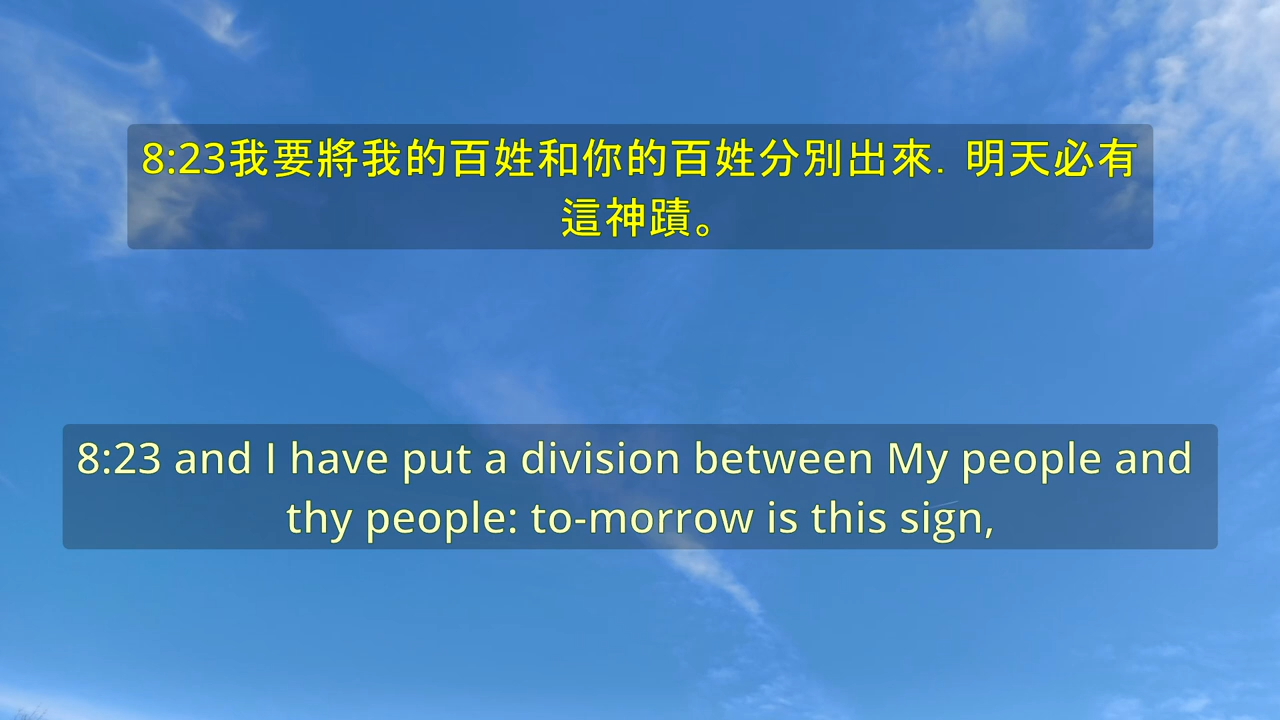 8:23我要將我的百姓和你的百姓分別出來．明天必有
這神蹟。
8:23 and I have put a division between My people and
thy people: to-morrow is this sign,